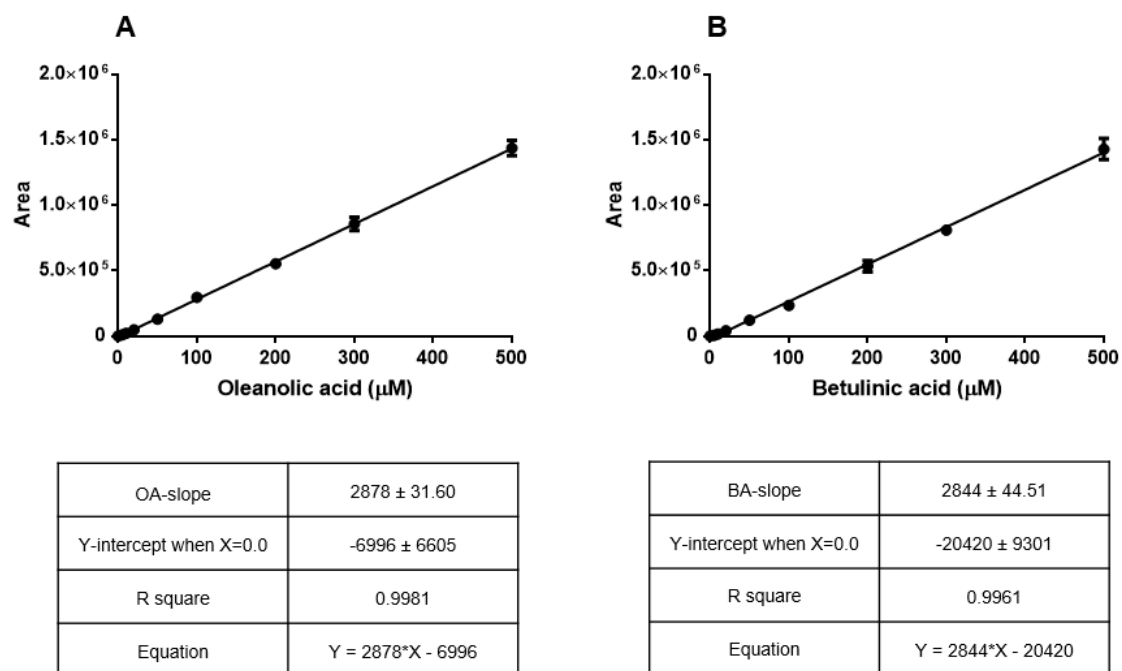 A
2.0×10⁶
1.5×10⁶
1.0×10⁶
5.0×10⁵
0
Area
0 100 200 300 400 500
Oleanolic acid (μM)
B
2.0×10⁶
1.5×10⁶
1.0×10⁶
5.0×10⁵
0
Area
0 100 200 300 400 500
Betulinic acid (μM)
OA-slope 2878 ± 31.60
Y-intercept when X=0.0 -6996 ± 6605
R square 0.9981
Equation Y = 2878*X - 6996
BA-slope 2844 ± 44.51
Y-intercept when X=0.0 -20420 ± 9301
R square 0.9961
Equation Y = 2844*X - 20420